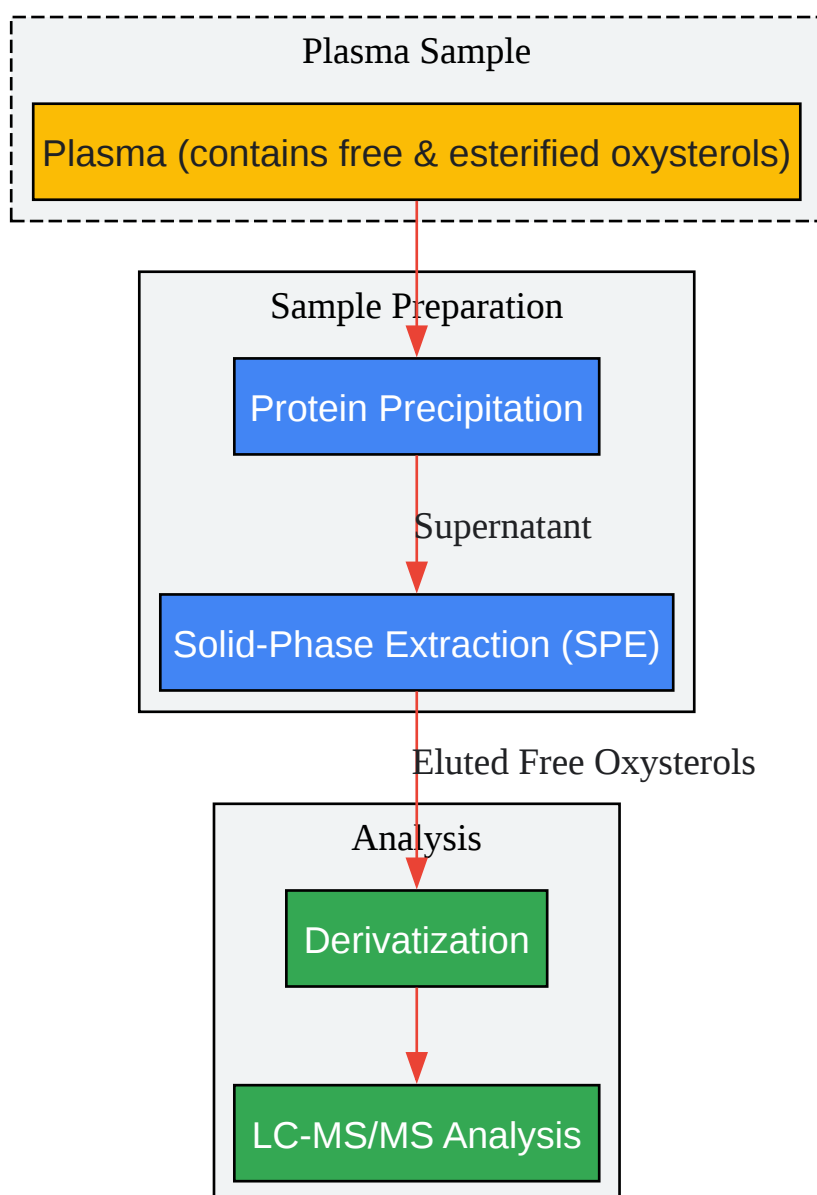 Plasma Sample
Plasma (contains free & esterified oxysterols)
Sample Preparation
Protein Precipitation
Supernatant
Solid-Phase Extraction (SPE)
Eluted Free Oxysterols
Analysis
Derivatization
LC-MS/MS Analysis